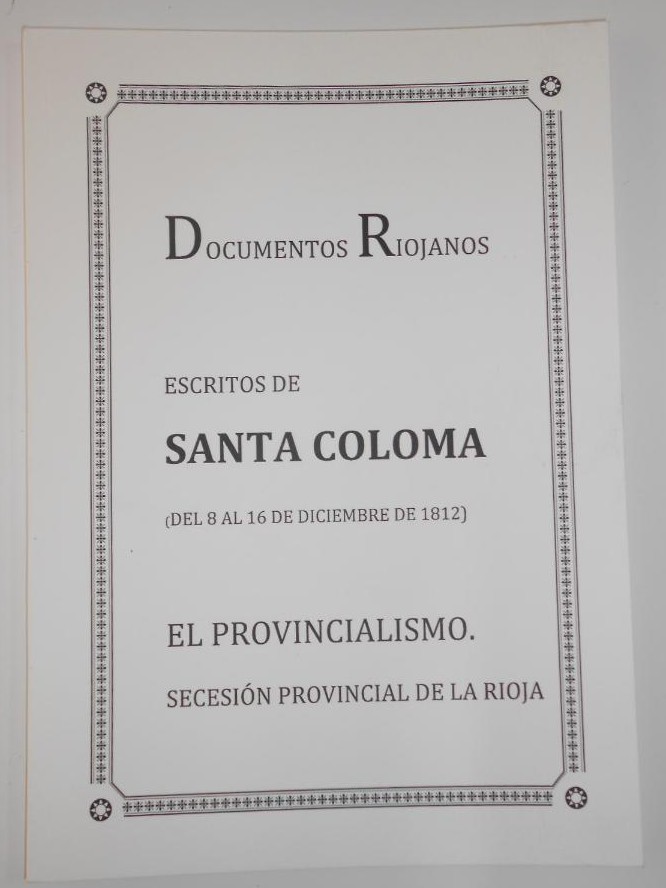 DOCUMENTOS RIOJANOS
ESCRITOS DE
SANTA COLOMA
(DEL 8 AL 16 DE DICIEMBRE DE 1812)
EL PROVINCIALISMO.
SECESIÓN PROVINCIAL DE LA RIOJA